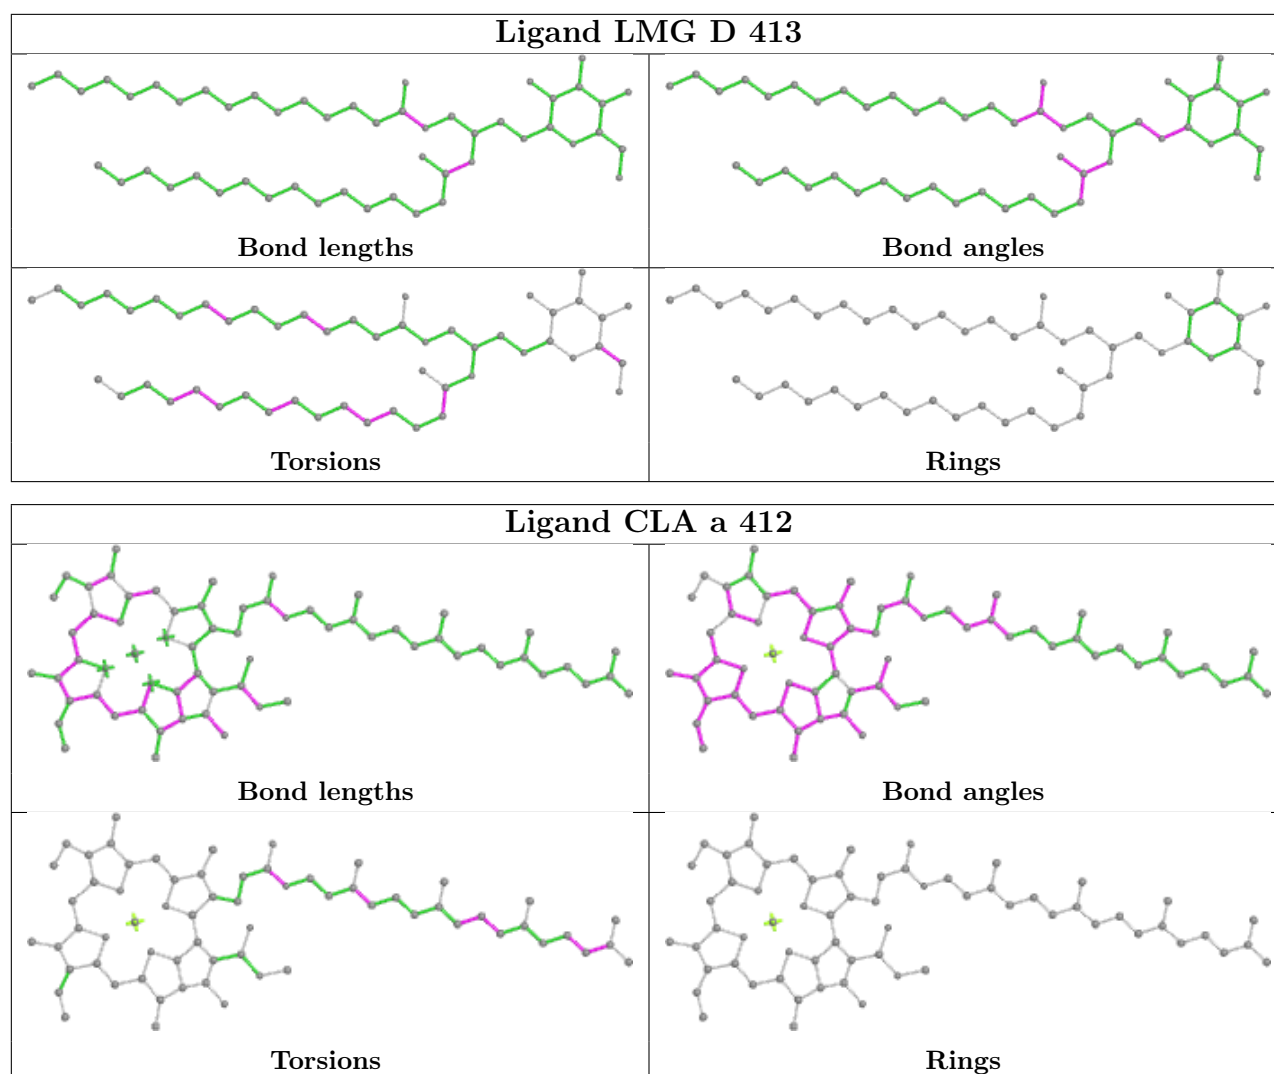 Ligand LMG D 413
Bond lengths
Bond angles
Torsions
Rings
Ligand CLA a 412
Bond lengths
Bond angles
Torsions
Rings